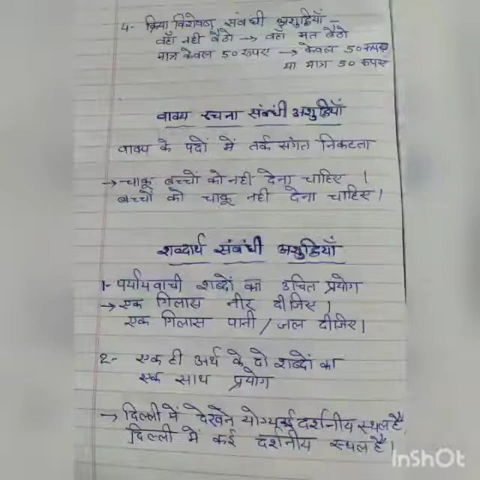 4- क्रिया विशेषण संबंधी अशुद्धियाँ -
वहाँ नहीं बैठो → वहाँ मत बैठो
मात्र केवल 50 रुपए → केवल 50 रुपए
या मात्र 50 रुपए
वाक्य रचना संबंधी अशुद्धियाँ
वाक्य के पदों में तर्क संगत निकटता
→ चाकू बच्चों को नहीं देना चाहिए ।
बच्चों को चाकू नहीं देना चाहिए ।
शब्दार्थ संबंधी अशुद्धियाँ
1- पर्यायवाची शब्दों का उचित प्रयोग
→ एक गिलास नीर दीजिए ।
एक गिलास पानी / जल दीजिए ।
2- एक ही अर्थ के दो शब्दों का
एक साथ प्रयोग
→ दिल्ली में देखने योग्य कई दर्शनीय स्थल है ।
दिल्ली में कई दर्शनीय स्थल है ।
InShOt